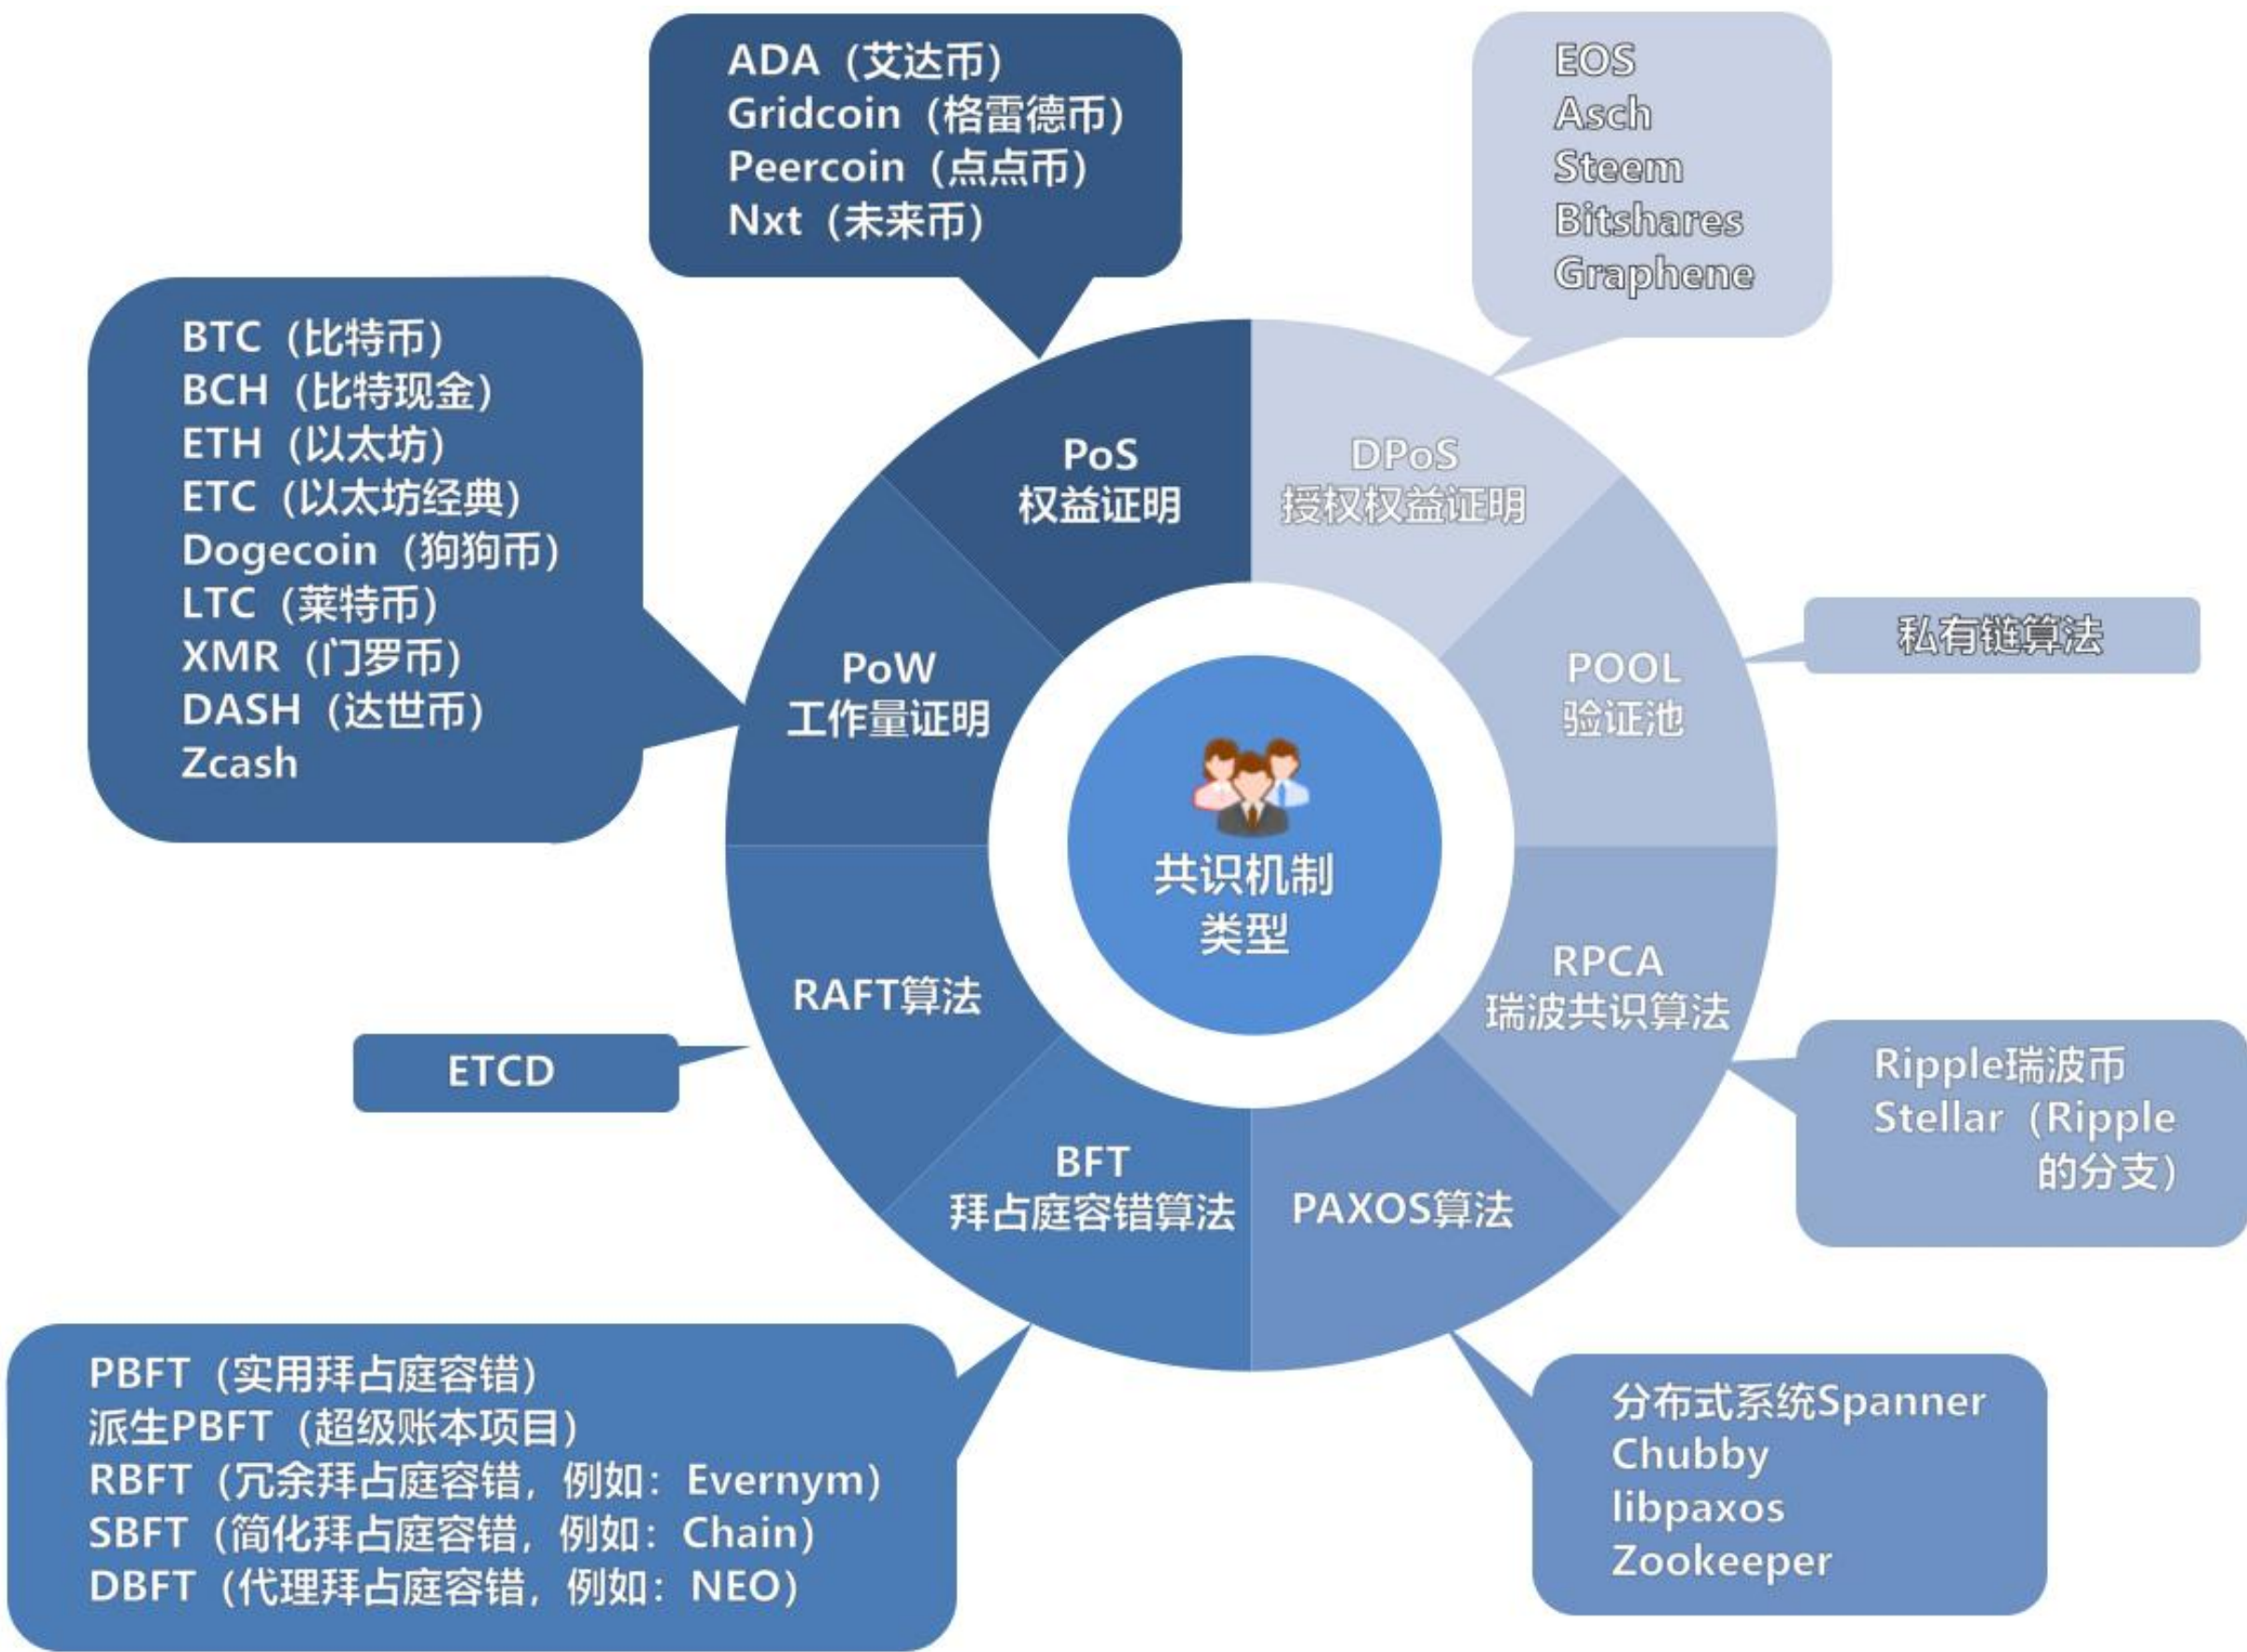 ADA（艾达币）
Gridcoin（格雷德币）
Peercoin（点点币）
Nxt（未来币）
EOS
Asch
Steem
Bitshares
Graphene
BTC（比特币）
BCH（比特现金）
ETH（以太坊）
ETC（以太坊经典）
Dogecoin（狗狗币）
LTC（莱特币）
XMR（门罗币）
DASH（达世币）
Zcash
PoS
权益证明
DPoS
授权权益证明
PoW
工作量证明
POOL
验证池
私有链算法
共识机制
类型
RAFT算法
RPCA
瑞波共识算法
ETCD
Ripple瑞波币
Stellar（Ripple
的分支）
BFT
拜占庭容错算法
PAXOS算法
PBFT（实用拜占庭容错）
派生PBFT（超级账本项目）
RBFT（冗余拜占庭容错，例如：Evernym）
SBFT（简化拜占庭容错，例如：Chain）
DBFT（代理拜占庭容错，例如：NEO）
分布式系统Spanner
Chubby
libpaxos
Zookeeper